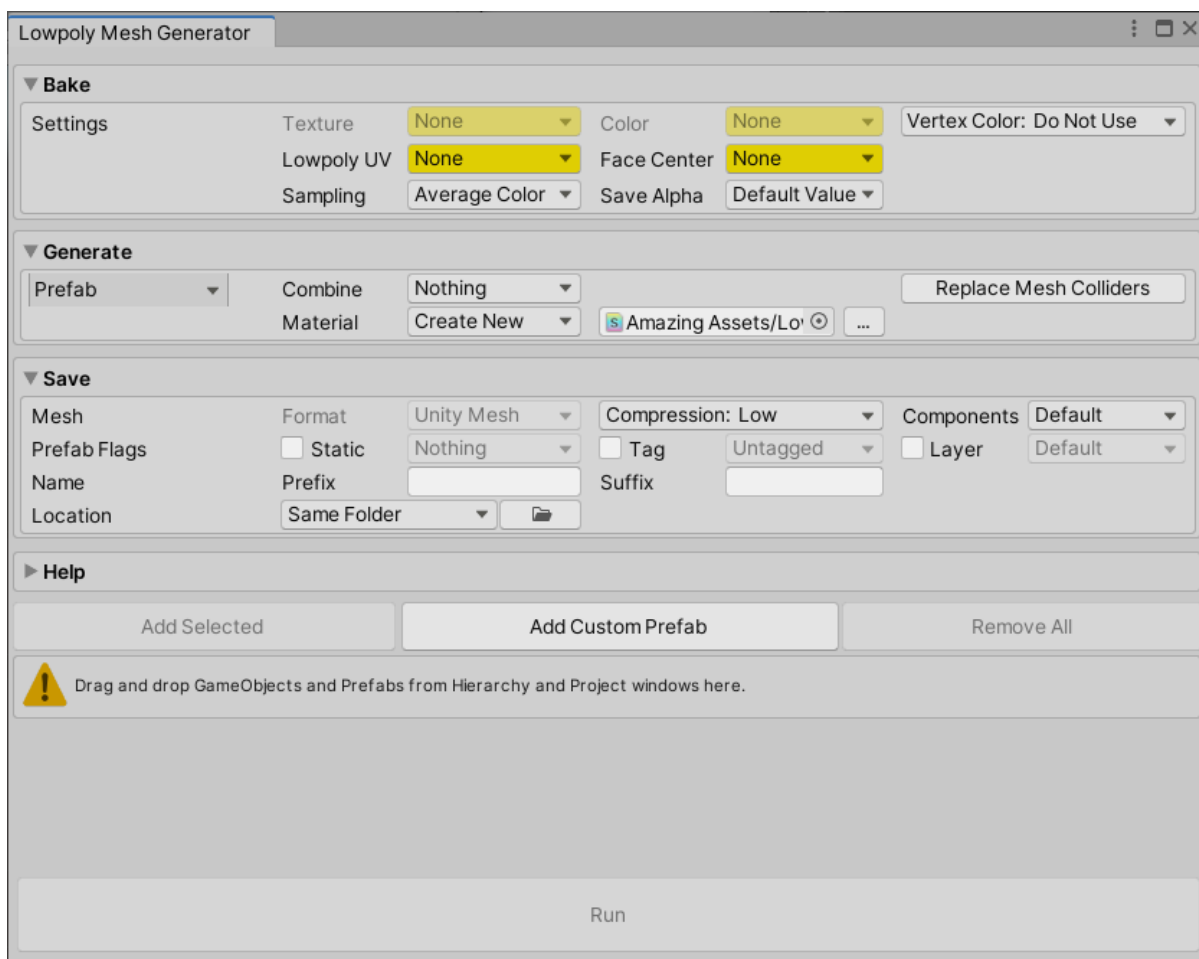 Lowpoly Mesh Generator
Bake
Settings Texture None Color None Vertex Color: Do Not Use
Lowpoly UV None Face Center None
Sampling Average Color Save Alpha Default Value
Generate
Prefab Combine Nothing Replace Mesh Colliders
Material Create New S Amazing Assets/Lo ...
Save
Mesh Format Unity Mesh Compression: Low Components Default
Prefab Flags Static Nothing Tag Untagged Layer Default
Name Prefix Suffix
Location Same Folder
Help
Add Selected Add Custom Prefab Remove All
Drag and drop GameObjects and Prefabs from Hierarchy and Project windows here.
Run